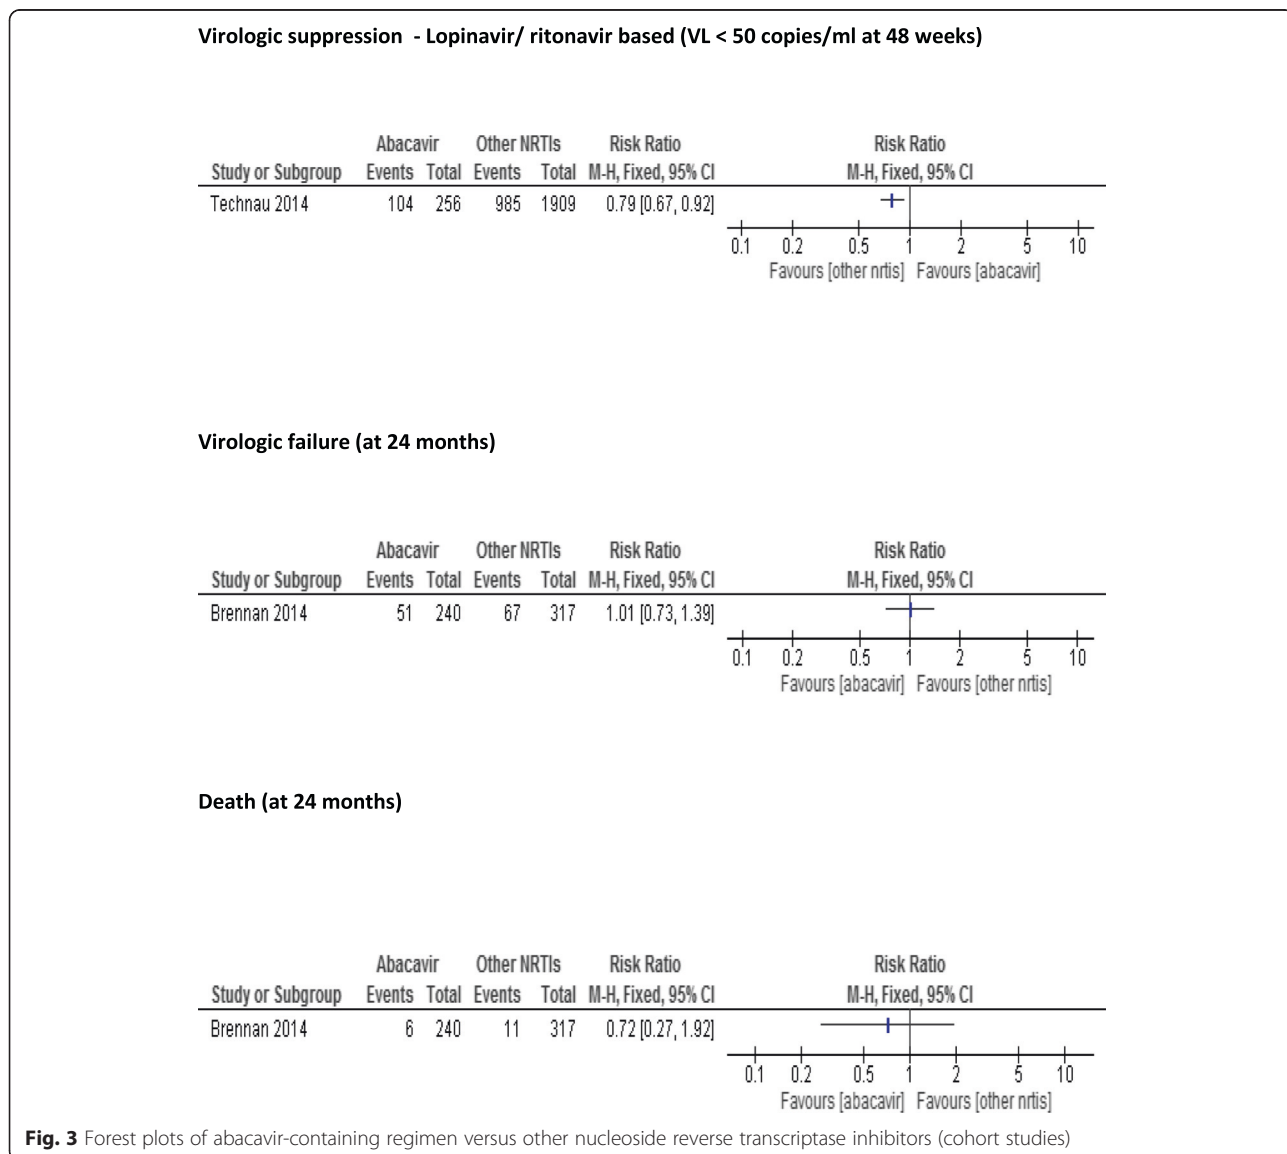 Virologic suppression - Lopinavir/ ritonavir based (VL < 50 copies/ml at 48 weeks)
Abacavir Other NRTIs Risk Ratio Risk Ratio
Study or Subgroup Events Total Events Total M-H, Fixed, 95% CI M-H, Fixed, 95% CI
Technau 2014 104 256 985 1909 0.79 [0.67, 0.92]
0.1 0.2 0.5 1 2 5 10
Favours [other nrtis] Favours [abacavir]
Virologic failure (at 24 months)
Abacavir Other NRTIs Risk Ratio Risk Ratio
Study or Subgroup Events Total Events Total M-H, Fixed, 95% CI M-H, Fixed, 95% CI
Brennan 2014 51 240 67 317 1.01 [0.73, 1.39]
0.1 0.2 0.5 1 2 5 10
Favours [abacavir] Favours [other nrtis]
Death (at 24 months)
Abacavir Other NRTIs Risk Ratio Risk Ratio
Study or Subgroup Events Total Events Total M-H, Fixed, 95% CI M-H, Fixed, 95% CI
Brennan 2014 6 240 11 317 0.72 [0.27, 1.92]
0.1 0.2 0.5 1 2 5 10
Favours [abacavir] Favours [other nrtis]
Fig. 3 Forest plots of abacavir-containing regimen versus other nucleoside reverse transcriptase inhibitors (cohort studies)